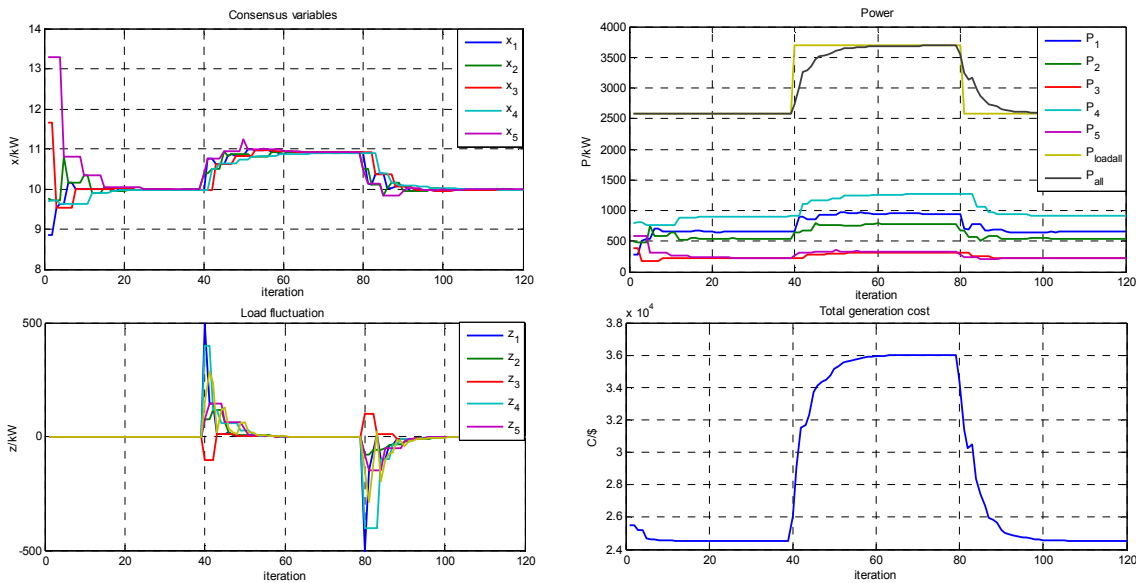 Consensus variables
14
13
12
11
10
9
8
x/kW
0 20 40 60 80 100 120
iteration
x1
x2
x3
x4
x5
Power
4000
3500
3000
2500
2000
1500
1000
500
0
P/kW
0 20 40 60 80 100 120
iteration
P1
P2
P3
P4
P5
Ploadall
Pall
Load fluctuation
500
0
-500
z/kW
0 20 40 60 80 100 120
iteration
z1
z2
z3
z4
z5
Total generation cost
x 10^4
3.8
3.6
3.4
3.2
3
2.8
2.6
2.4
C/$
0 20 40 60 80 100 120
iteration